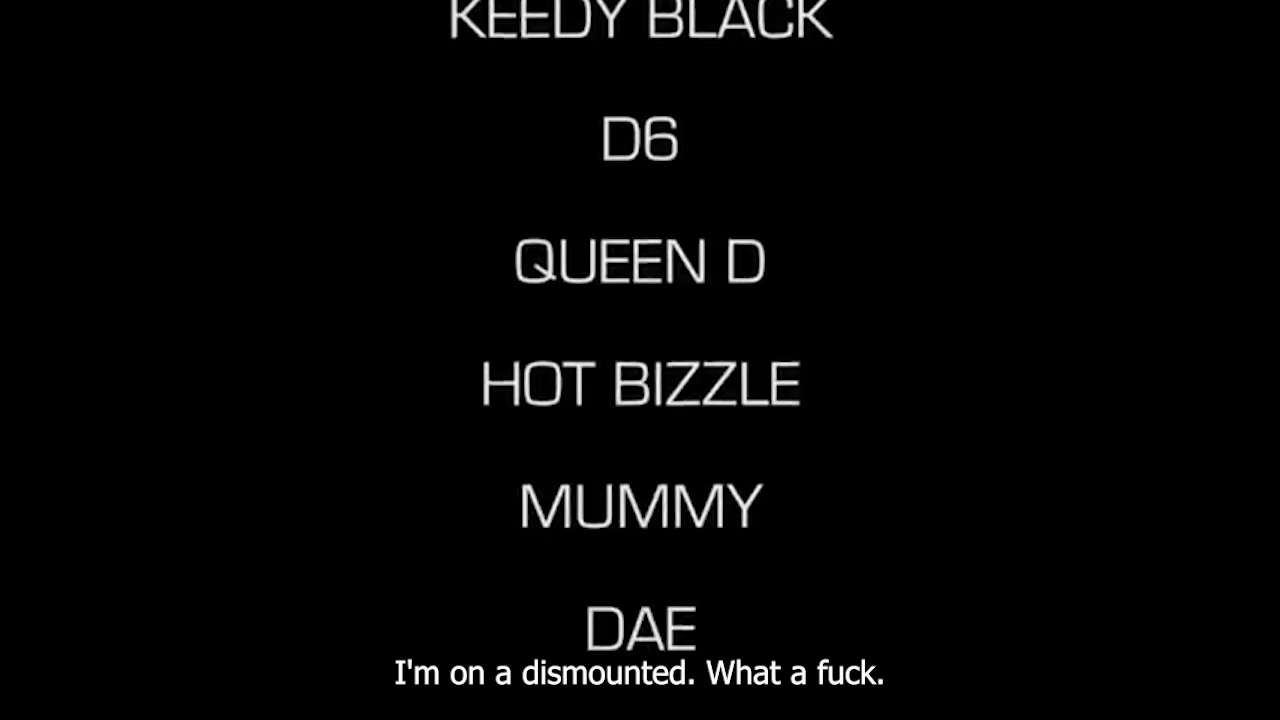 KEEDY BLACK
D6
QUEEN D
HOT BIZZLE
MUMMY
DAE
I'm on a dismounted. What a fuck.